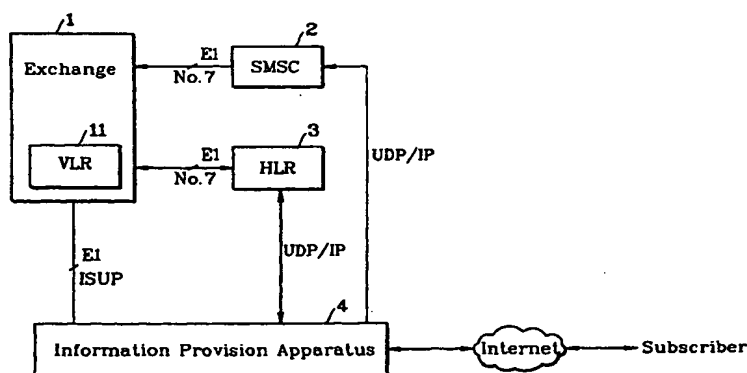 1
Exchange
11
VLR
E1
No.7
2
SMSC
E1
No.7
3
HLR
UDP/IP
UDP/IP
E1
ISUP
4
Information Provision Apparatus
Internet
Subscriber